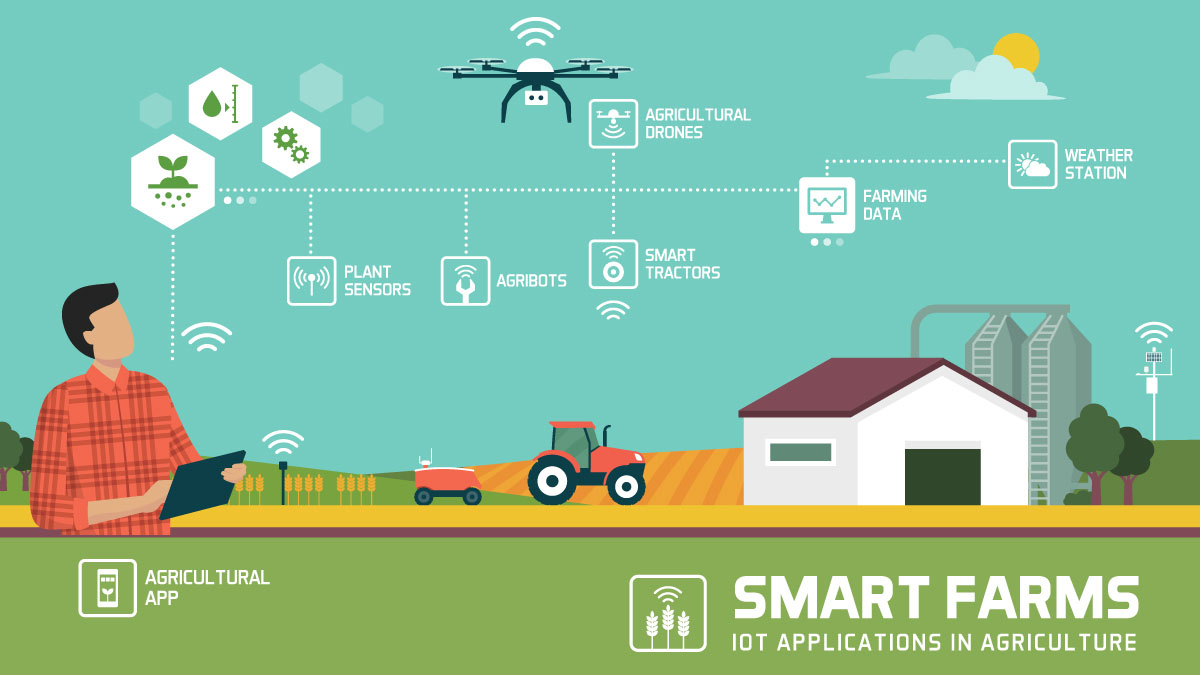 AGRICULTURAL
DRONES
WEATHER
STATION
FARMING
DATA
PLANT
SENSORS
AGRIBOTS
SMART
TRACTORS
AGRICULTURAL
APP
SMART FARMS
IOT APPLICATIONS IN AGRICULTURE